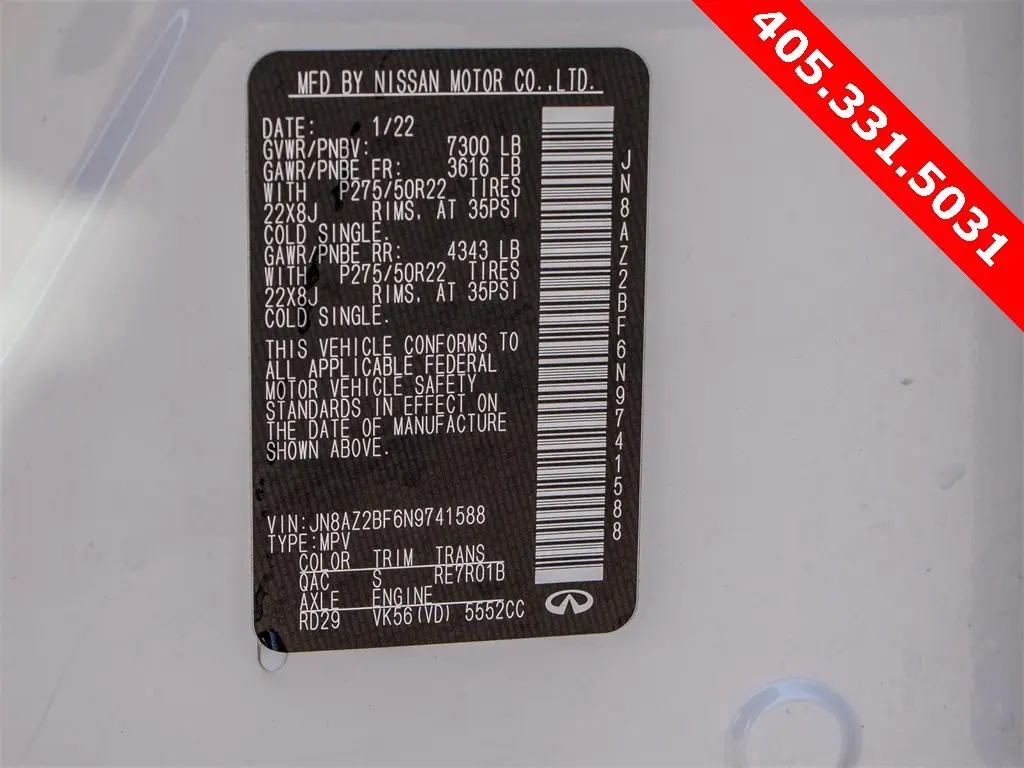 MFD BY NISSAN MOTOR CO.,LTD.
DATE: 1/22
GVWR/PNBV: 7300 LB
GAWR/PNBE FR: 3616 LB
WITH P275/50R22 TIRES
22X8J RIMS, AT 35PSI
COLD SINGLE.
GAWR/PNBE RR: 4343 LB
WITH P275/50R22 TIRES
22X8J RIMS, AT 35PSI
COLD SINGLE.
THIS VEHICLE CONFORMS TO
ALL APPLICABLE FEDERAL
MOTOR VEHICLE SAFETY
STANDARDS IN EFFECT ON
THE DATE OF MANUFACTURE
SHOWN ABOVE.
VIN:JN8AZ2BF6N9741588
TYPE:MPV
COLOR TRIM TRANS
QAC S RE7R01B
AXLE ENGINE
RD29 VK56(VD) 5552CC
JN8AZ2BF6N9741588
405.331.5031